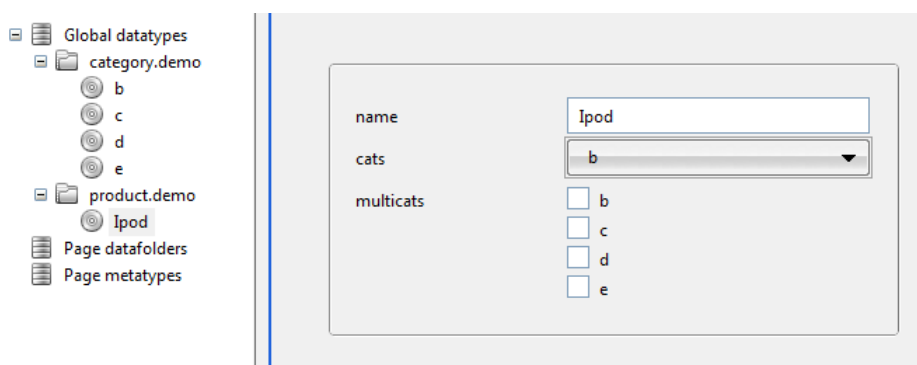 Global datatypes
category.demo
b
c
d
e
product.demo
Ipod
Page datafolders
Page metatypes
name Ipod
cats b
multicats b
c
d
e